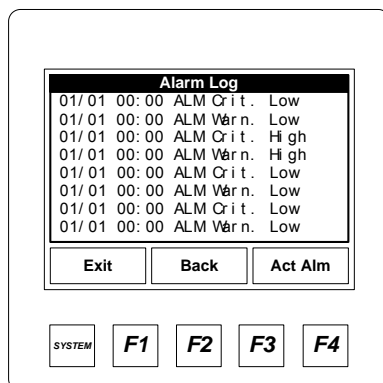 Alarm Log
01/01 00:00 ALM Crit. Low
01/01 00:00 ALM Warn. Low
01/01 00:00 ALM Crit. High
01/01 00:00 ALM Warn. High
01/01 00:00 ALM Crit. Low
01/01 00:00 ALM Warn. Low
01/01 00:00 ALM Crit. Low
01/01 00:00 ALM Warn. Low
Exit Back Act Alm
SYSTEM F1 F2 F3 F4